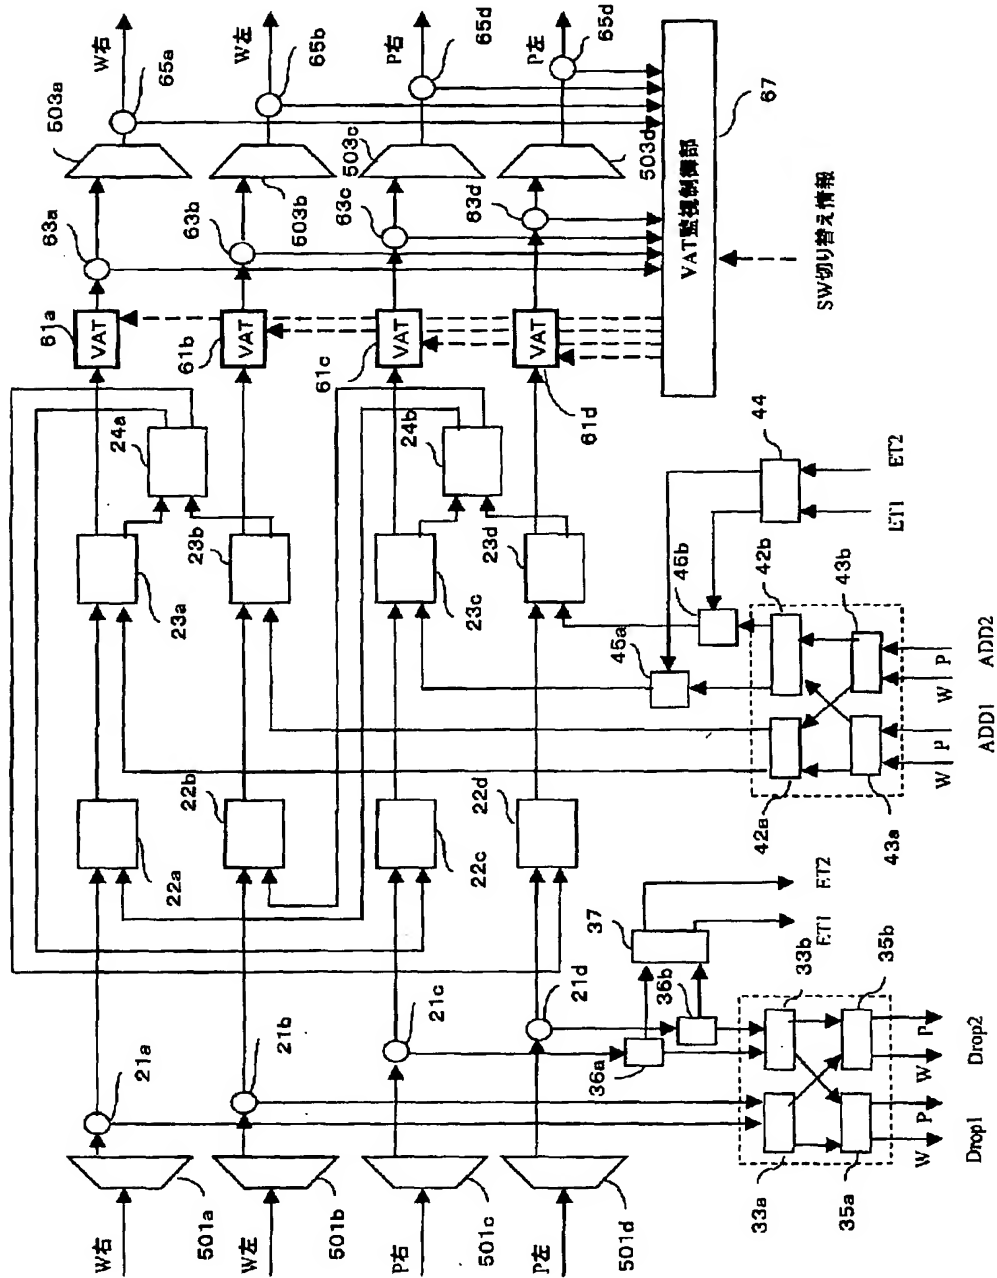 W右
W左
P右
P左
503a
65a
65b
65d
65d
503b
503c
503d
63a
63b
63c
63d
VAT監視制御部
67
SW切り替え情報
61a
VAT
61b
VAT
61c
VAT
61d
VAT
24a
24b
23a
23b
23c
23d
44
ET1
ET2
45a
46b
42b
43b
42a
43a
W
P
W
P
ADD1
ADD2
22a
22b
22c
22d
37
ET1
ET2
21a
21b
21c
21d
36a
36b
33b
35b
33a
35a
W
P
W
P
Drop1
Drop2
501a
501b
501c
501d
W右
W左
P右
P左